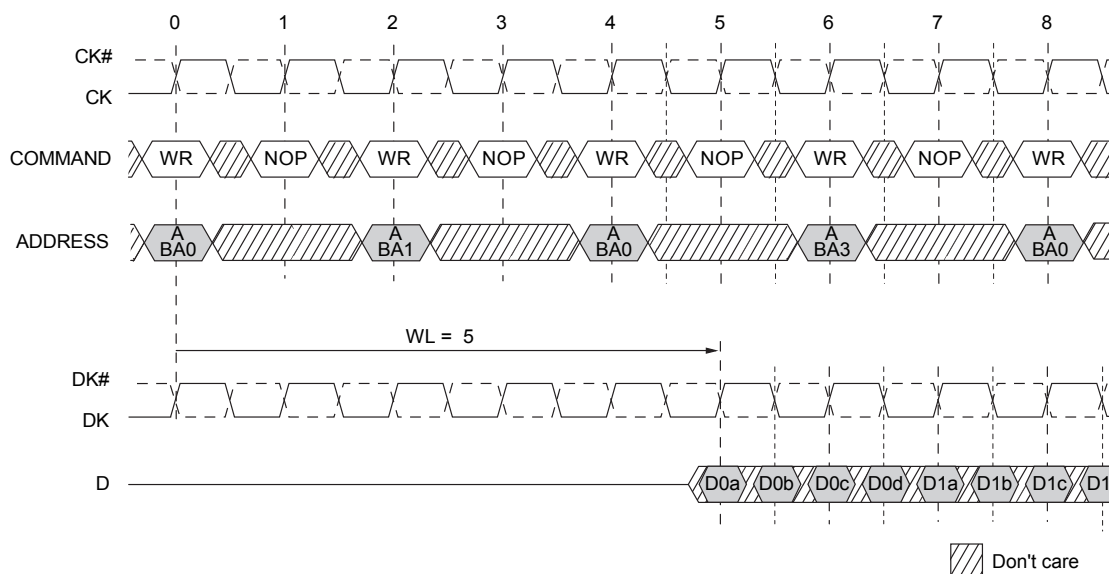 0 1 2 3 4 5 6 7 8
CK#
CK
COMMAND WR NOP WR NOP WR NOP WR NOP WR
ADDRESS A BA0 A BA1 A BA0 A BA3 A BA0
WL = 5
DK#
DK
D D0a D0b D0c D0d D1a D1b D1c D1
Don't care